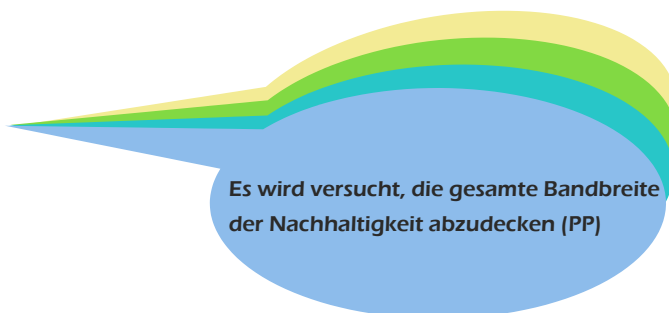 Es wird versucht, die gesamte Bandbreite
der Nachhaltigkeit abzudecken (PP)